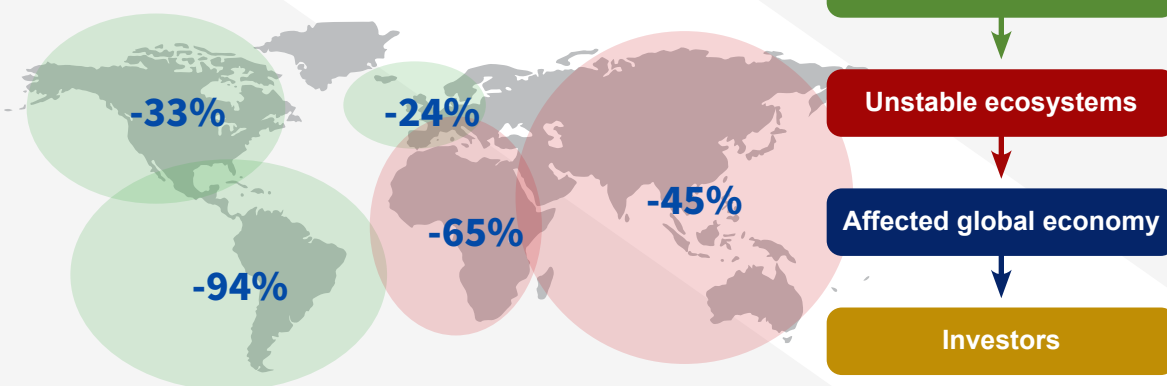 -33%
-24%
-45%
-65%
-94%
Unstable ecosystems
Affected global economy
Investors